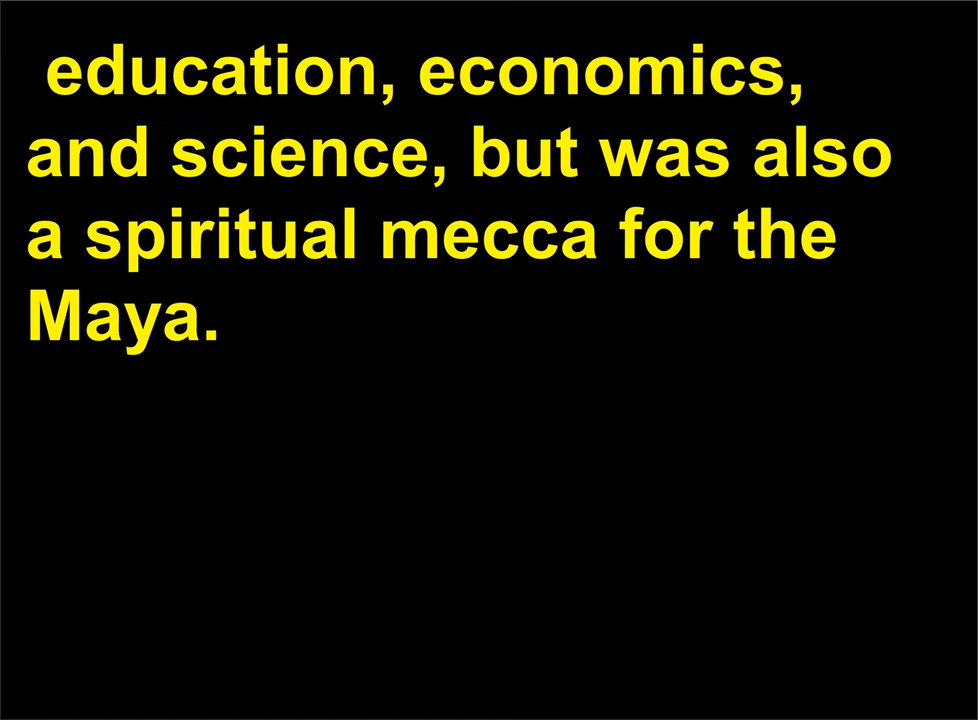 education, economics,
and science, but was also
a spiritual mecca for the
Maya.